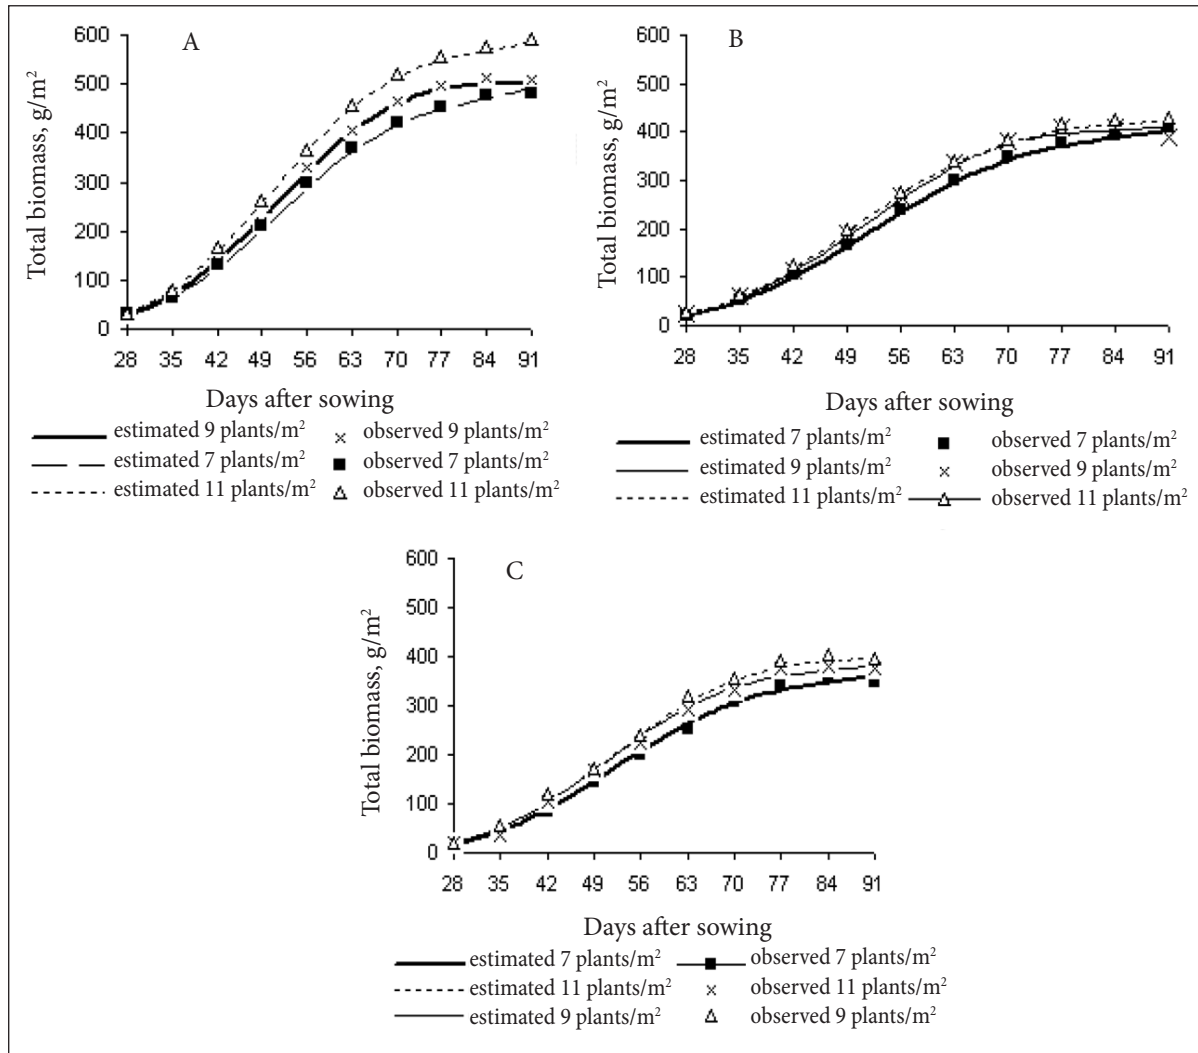 A
Total biomass, g/m²
600
500
400
300
200
100
0
28 35 42 49 56 63 70 77 84 91
Days after sowing
estimated 9 plants/m² observed 9 plants/m²
estimated 7 plants/m² observed 7 plants/m²
estimated 11 plants/m² observed 11 plants/m²
B
Total biomass, g/m²
600
500
400
300
200
100
0
28 35 42 49 56 63 70 77 84 91
Days after sowing
estimated 7 plants/m² observed 7 plants/m²
estimated 9 plants/m² observed 9 plants/m²
estimated 11 plants/m² observed 11 plants/m²
C
Total biomass, g/m²
600
500
400
300
200
100
0
28 35 42 49 56 63 70 77 84 91
Days after sowing
estimated 7 plants/m² observed 7 plants/m²
estimated 11 plants/m² observed 11 plants/m²
estimated 9 plants/m² observed 9 plants/m²